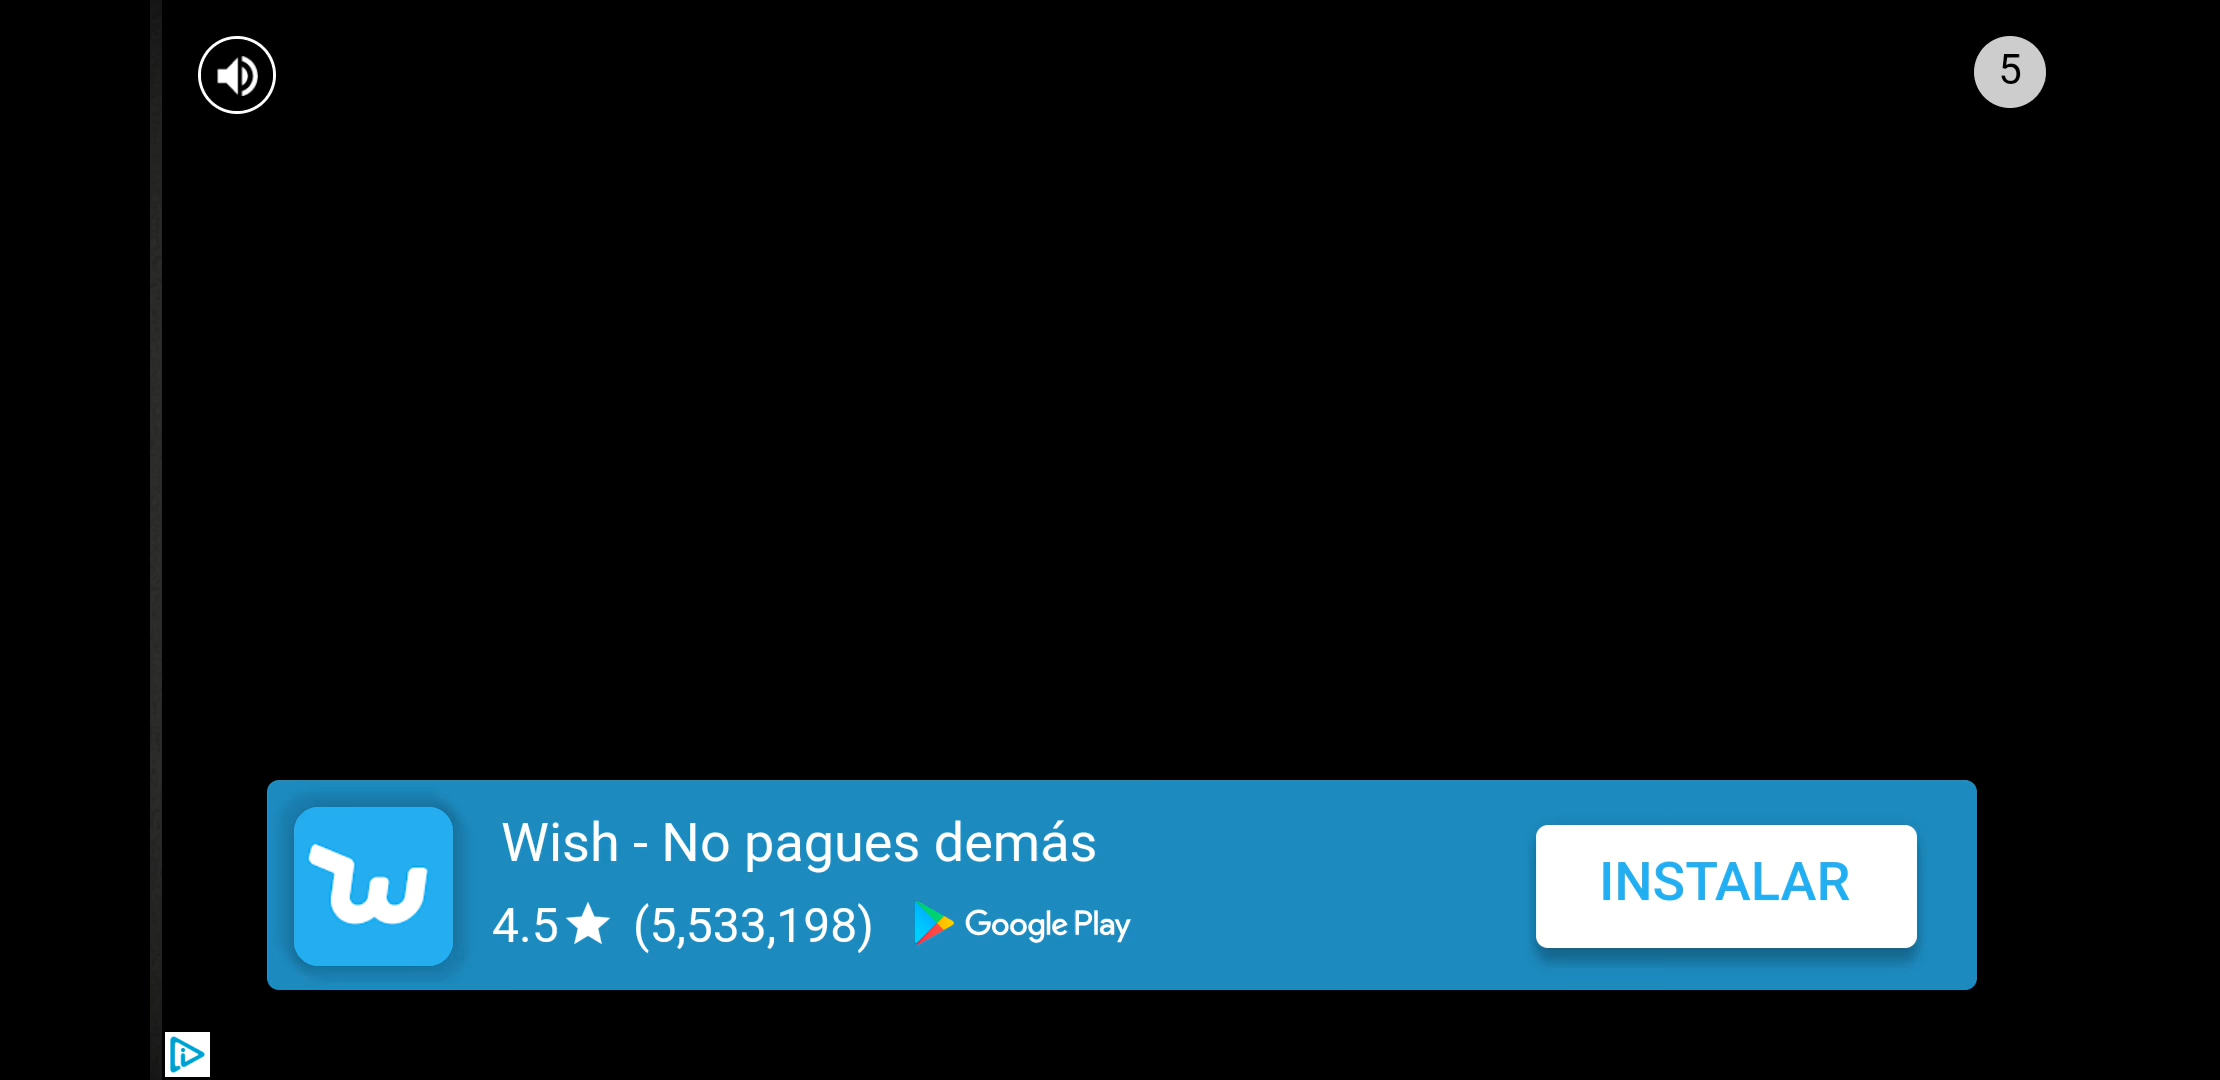 5
Wish - No pagues demás
4.5★ (5,533,198) Google Play
INSTALAR